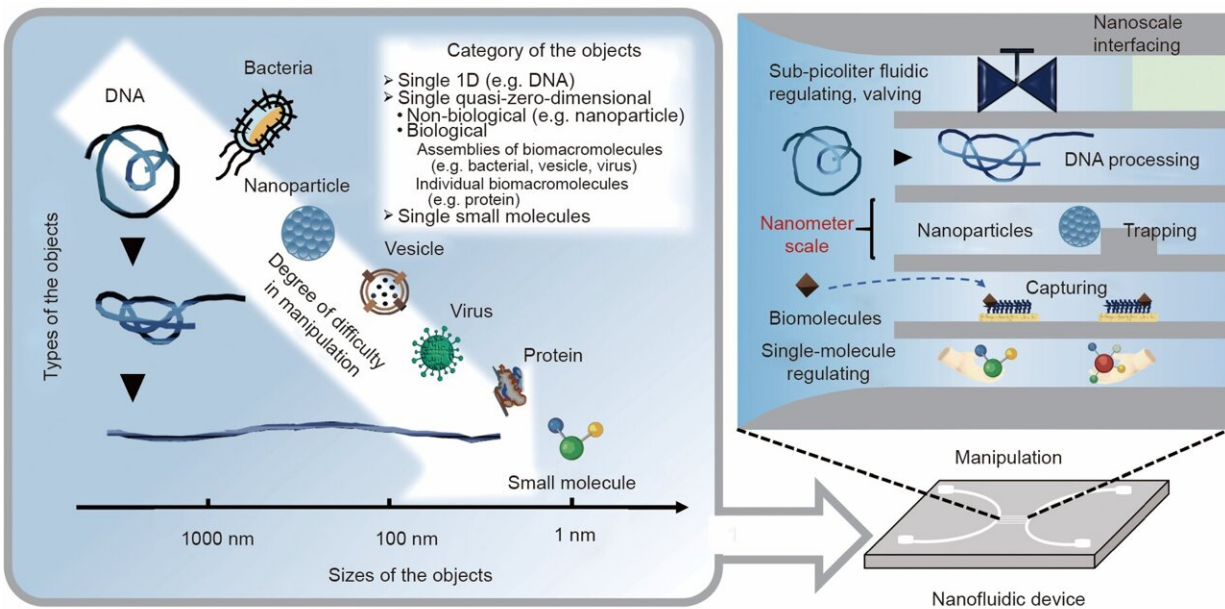 Category of the objects
➢ Single 1D (e.g. DNA)
➢ Single quasi-zero-dimensional
• Non-biological (e.g. nanoparticle)
• Biological
Assemblies of biomacromolecules
(e.g. bacterial, vesicle, virus)
Individual biomacromolecules
(e.g. protein)
➢ Single small molecules
DNA
Bacteria
Nanoparticle
Vesicle
Virus
Protein
Small molecule
Degree of difficulty
in manipulation
Types of the objects
1000 nm
100 nm
1 nm
Sizes of the objects
Nanoscale
interfacing
Sub-picoliter fluidic
regulating, valving
DNA processing
Nanometer
scale
Nanoparticles
Trapping
Capturing
Biomolecules
Single-molecule
regulating
Manipulation
Nanofluidic device